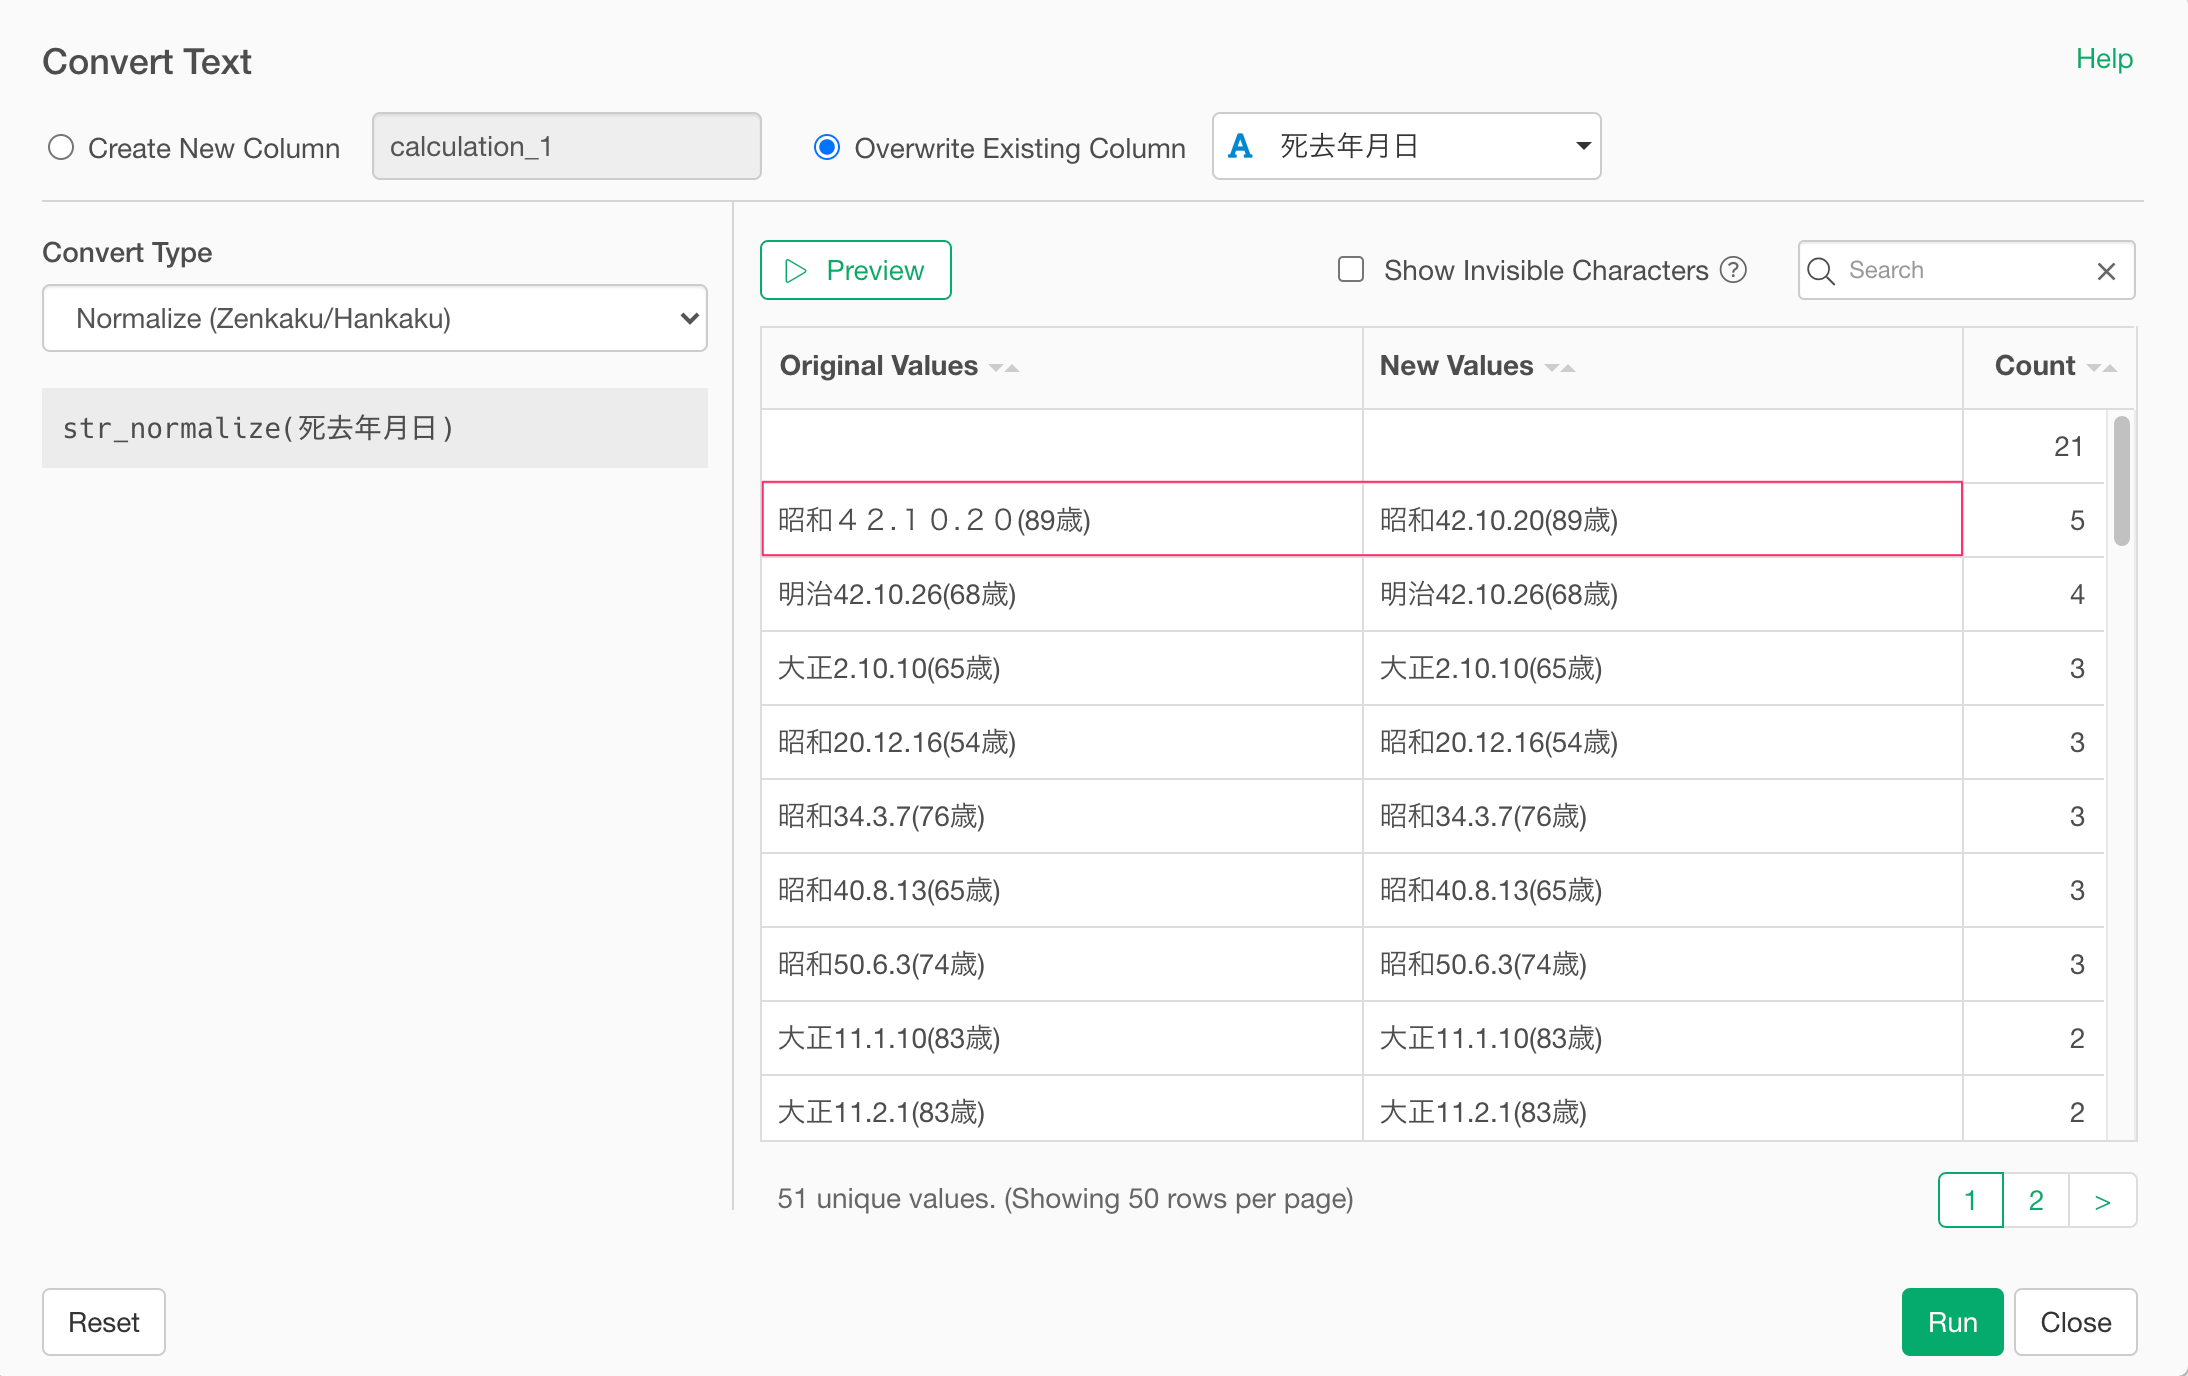 Convert Text
Help
Create New Column
calculation_1
Overwrite Existing Column
A 死去年月日
Convert Type
Normalize (Zenkaku/Hankaku)
str_normalize(死去年月日)
Preview
Show Invisible Characters ?
Search
Original Values New Values Count
21
昭和４２.１０.２０(89歳) 昭和42.10.20(89歳) 5
明治42.10.26(68歳) 明治42.10.26(68歳) 4
大正2.10.10(65歳) 大正2.10.10(65歳) 3
昭和20.12.16(54歳) 昭和20.12.16(54歳) 3
昭和34.3.7(76歳) 昭和34.3.7(76歳) 3
昭和40.8.13(65歳) 昭和40.8.13(65歳) 3
昭和50.6.3(74歳) 昭和50.6.3(74歳) 3
大正11.1.10(83歳) 大正11.1.10(83歳) 2
大正11.2.1(83歳) 大正11.2.1(83歳) 2
51 unique values. (Showing 50 rows per page)
1 2 >
Reset
Run
Close